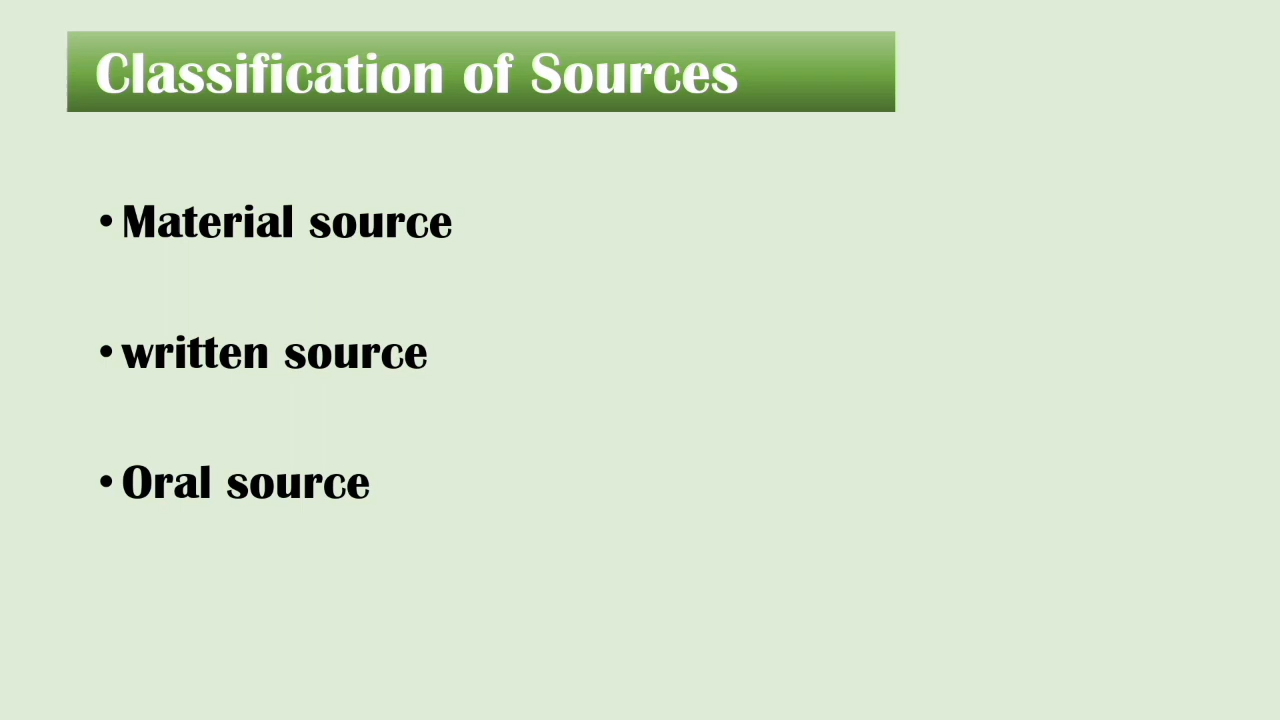 Classification of Sources
• Material source
• written source
• Oral source